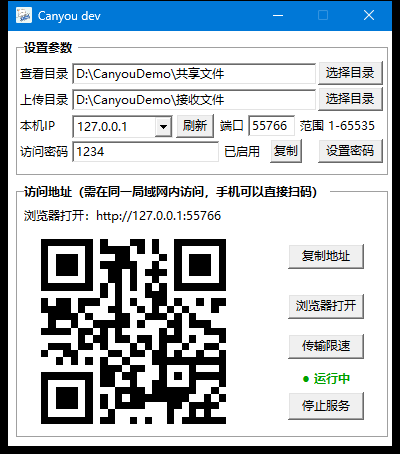 Canyou dev
设置参数
查看目录 D:\CanyouDemo\共享文件 选择目录
上传目录 D:\CanyouDemo\接收文件 选择目录
本机IP 127.0.0.1 刷新 端口 55766 范围 1-65535
访问密码 1234 已启用 复制 设置密码
访问地址（需在同一局域网内访问，手机可以直接扫码）
浏览器打开：http://127.0.0.1:55766
复制地址
浏览器打开
传输限速
● 运行中
停止服务